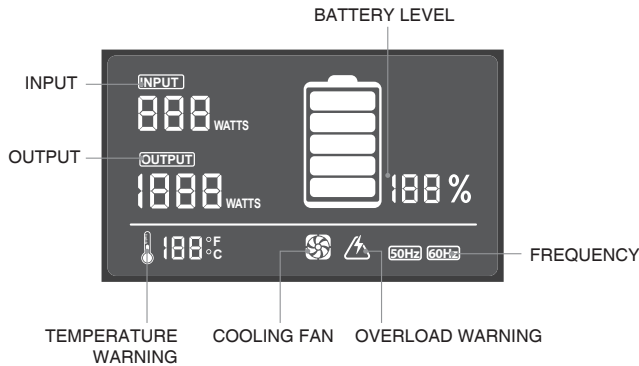 BATTERY LEVEL
INPUT
INPUT
888
WATTS
OUTPUT
OUTPUT
1888
WATTS
188 %
188 °F
°C
50Hz 60Hz
FREQUENCY
TEMPERATURE
WARNING
COOLING FAN
OVERLOAD WARNING